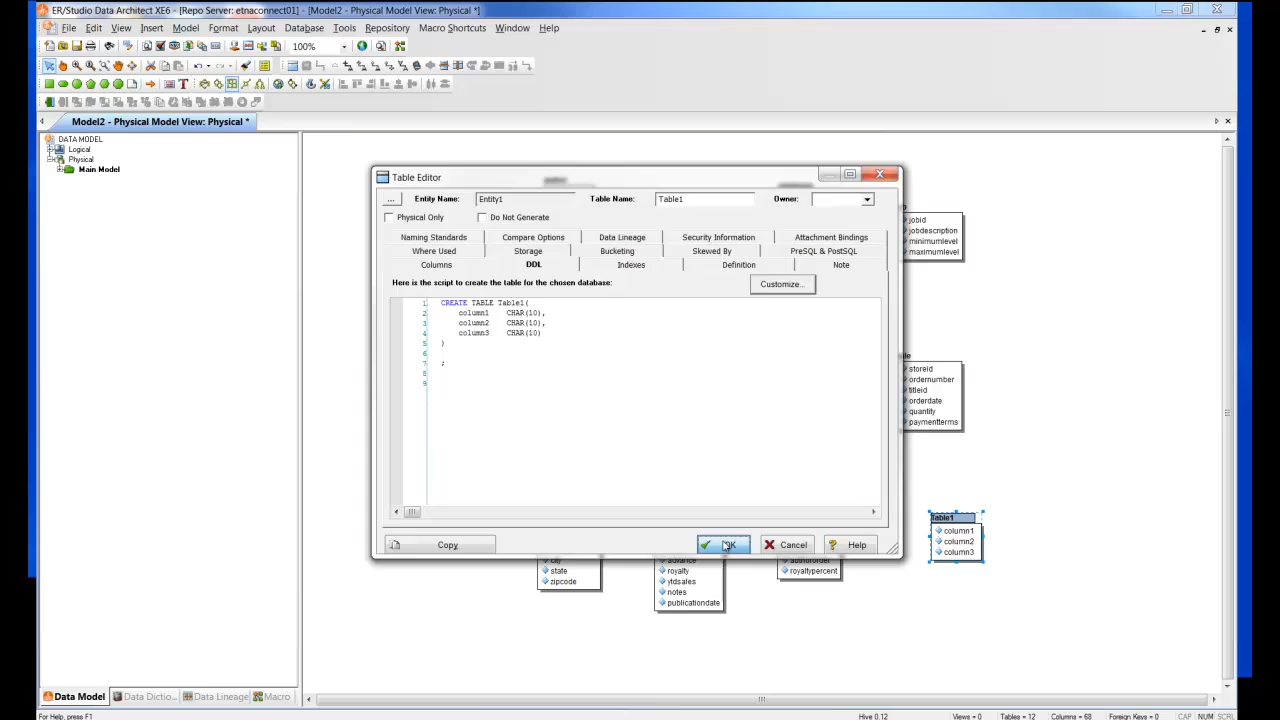 ER/Studio Data Architect XE6 - [Repo Server: etnaconnect01] - [Model2 - Physical Model View: Physical *]
File Edit View Insert Model Format Layout Database Tools Repository Macro Shortcuts Window Help
100%
Model2 - Physical Model View: Physical *
DATA MODEL
Logical
Physical
Main Model
Table Editor
... Entity Name: Entity1 Table Name: Table1 Owner:
Physical Only Do Not Generate
Naming Standards Compare Options Data Lineage Security Information Attachment Bindings
Where Used Storage Bucketing Skewed By PreSQL & PostSQL
Columns DDL Indexes Definition Note
Here is the script to create the table for the chosen database: Customize...
1 CREATE TABLE Table1(
2 column1 CHAR(10),
3 column2 CHAR(10),
4 column3 CHAR(10)
5 )
6
7 ;
8
9
Copy OK Cancel Help
jobid
jobdescription
minimumlevel
maximumlevel
storeid
ordernumber
titleid
orderdate
quantity
paymentterms
Table1
column1
column2
column3
state
zipcode
royalty
ytdsales
notes
publicationdate
royaltypercent
Data Model Data Dictio... Data Lineage Macro
For Help, press F1 Hive 0.12 Views = 0 Tables = 12 Columns = 68 Foreign Keys = 0 CAP NUM SCRL